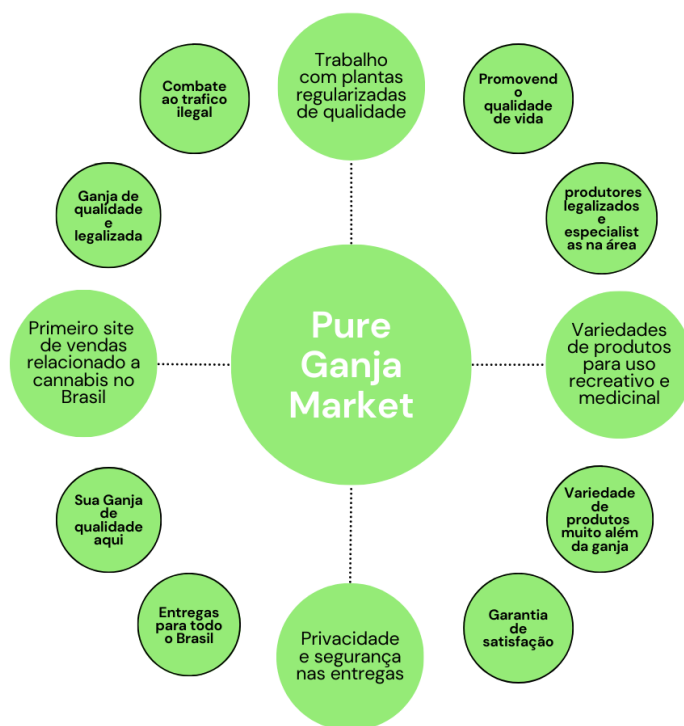 Trabalho
com plantas
regularizadas
de qualidade
Combate
ao trafico
ilegal
Promovend
o
qualidade
de vida
Ganja de
qualidade
e
legalizada
produtores
legalizados
e
especialist
as na área
Pure
Ganja
Market
Primeiro site
de vendas
relacionado a
cannabis no
Brasil
Variedades
de produtos
para uso
recreativo e
medicinal
Sua Ganja
de
qualidade
aqui
Variedade
de
produtos
muito além
da ganja
Entregas
para todo
o Brasil
Privacidade
e segurança
nas entregas
Garantia
de
satisfação